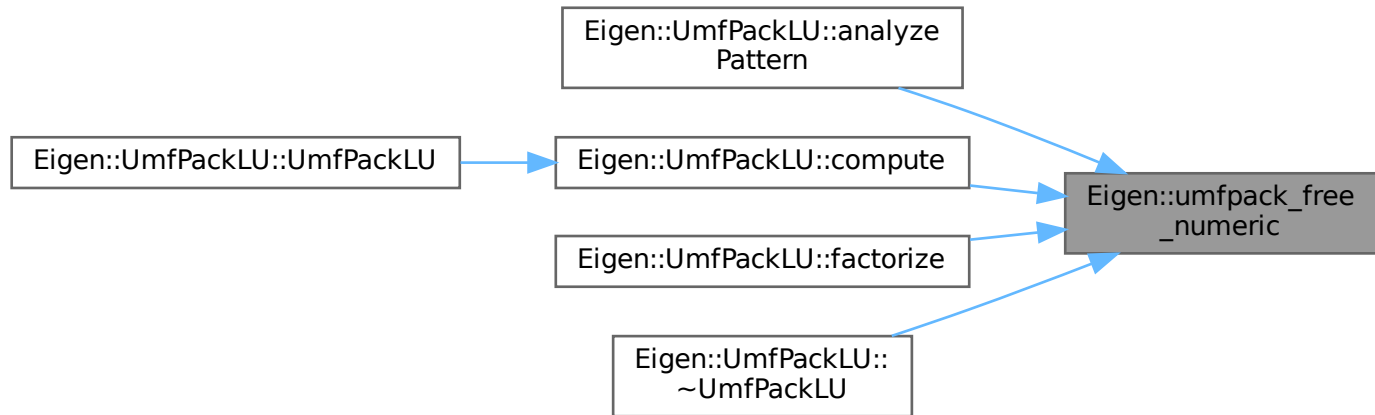 Eigen::UmfPackLU::analyze
Pattern
Eigen::UmfPackLU::UmfPackLU
Eigen::UmfPackLU::compute
Eigen::umfpack_free
_numeric
Eigen::UmfPackLU::factorize
Eigen::UmfPackLU::
~UmfPackLU